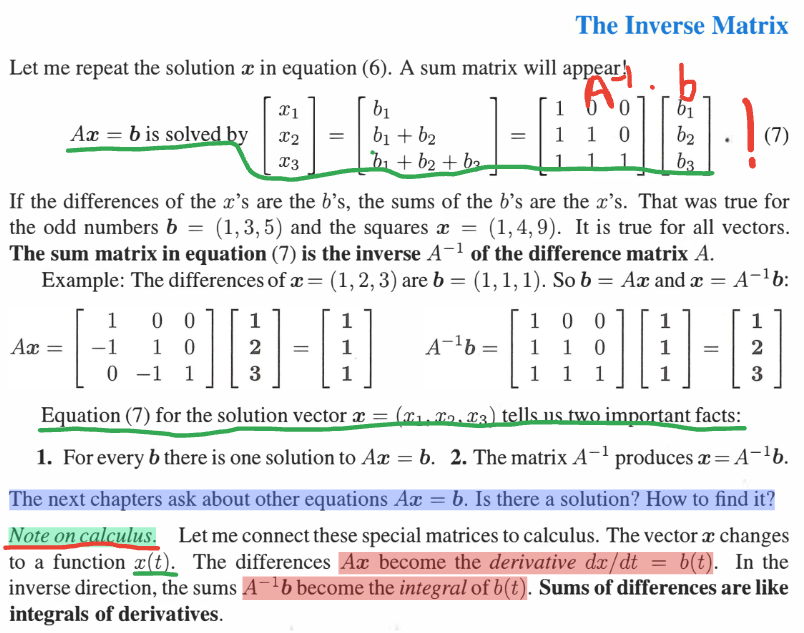 The Inverse Matrix
Let me repeat the solution x in equation (6). A sum matrix will appear!
A⁻¹ · b
Ax = b is solved by [x₁; x₂; x₃] = [b₁; b₁ + b₂; b₁ + b₂ + b₃] = [1 0 0; 1 1 0; 1 1 1] [b₁; b₂; b₃] . ! (7)
If the differences of the x's are the b's, the sums of the b's are the x's. That was true for
the odd numbers b = (1, 3, 5) and the squares x = (1, 4, 9). It is true for all vectors.
The sum matrix in equation (7) is the inverse A⁻¹ of the difference matrix A.
Example: The differences of x = (1, 2, 3) are b = (1, 1, 1). So b = Ax and x = A⁻¹b:
Ax = [1 0 0; −1 1 0; 0 −1 1] [1; 2; 3] = [1; 1; 1] A⁻¹b = [1 0 0; 1 1 0; 1 1 1] [1; 1; 1] = [1; 2; 3]
Equation (7) for the solution vector x = (x₁, x₂, x₃) tells us two important facts:
1. For every b there is one solution to Ax = b. 2. The matrix A⁻¹ produces x = A⁻¹b.
The next chapters ask about other equations Ax = b. Is there a solution? How to find it?
Note on calculus. Let me connect these special matrices to calculus. The vector x changes
to a function x(t). The differences Ax become the derivative dx/dt = b(t). In the
inverse direction, the sums A⁻¹b become the integral of b(t). Sums of differences are like
integrals of derivatives.